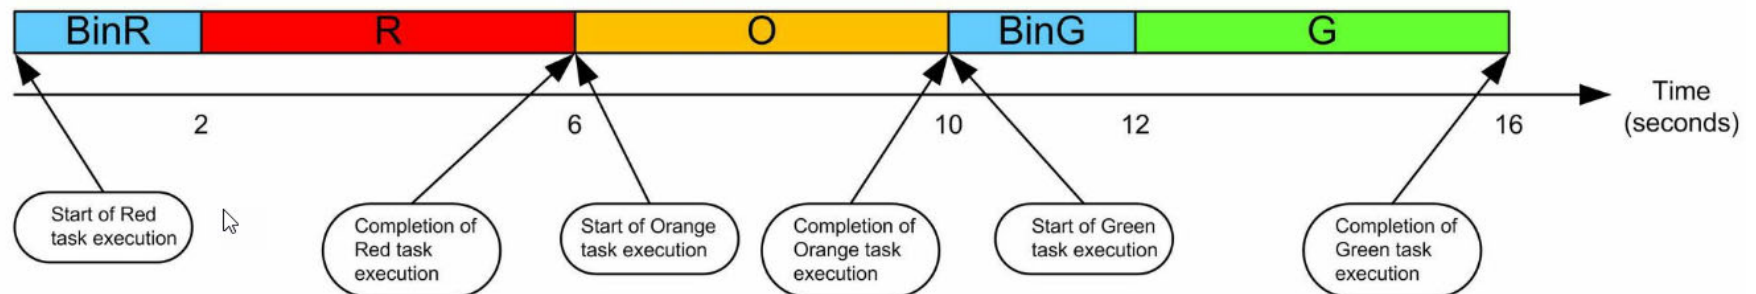 BinR
R
O
BinG
G
Time
(seconds)
2
6
10
12
16
Start of Red
task execution
Completion of
Red task
execution
Start of Orange
task execution
Completion of
Orange task
execution
Start of Green
task execution
Completion of
Green task
execution